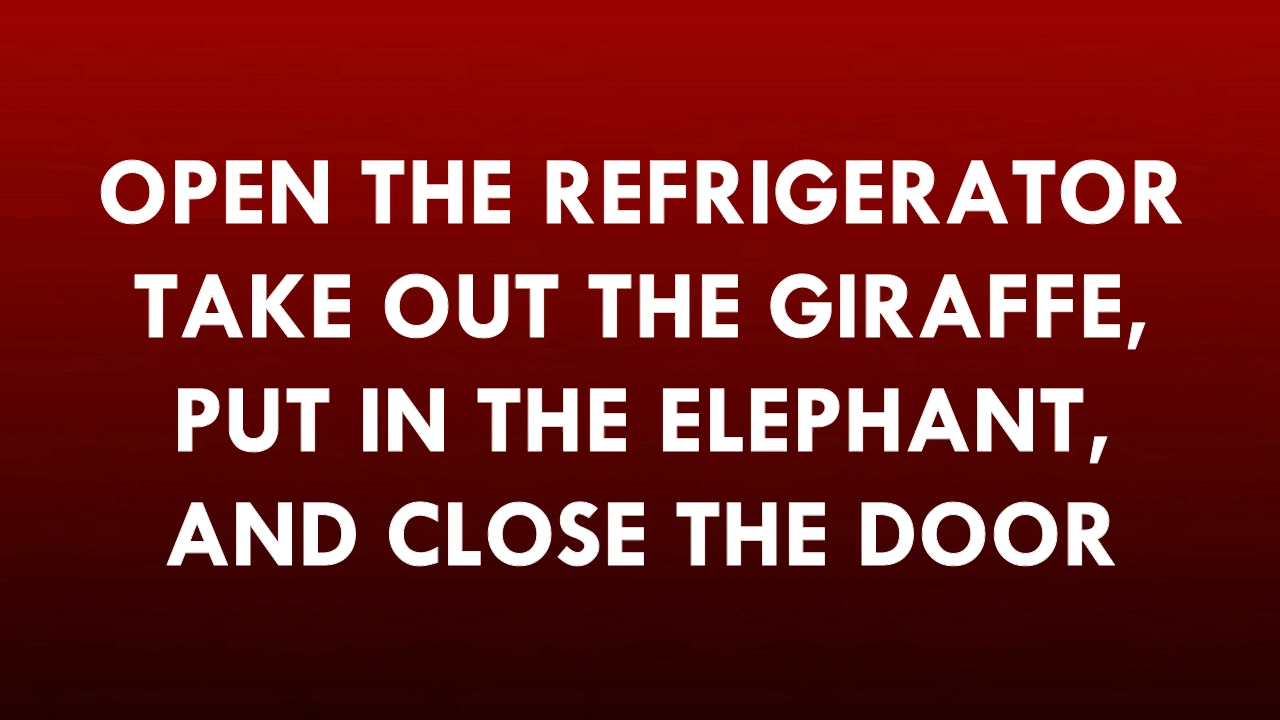 OPEN THE REFRIGERATOR
TAKE OUT THE GIRAFFE,
PUT IN THE ELEPHANT,
AND CLOSE THE DOOR